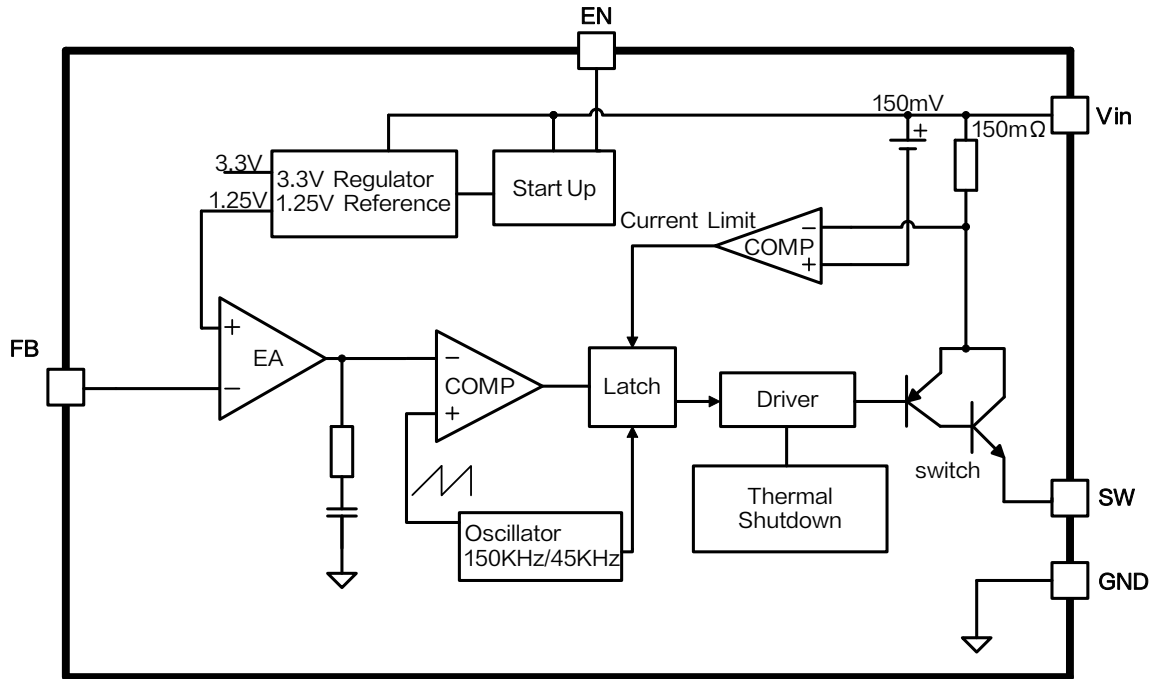 EN
150mV
Vin
+
150mΩ
3.3V
3.3V Regulator
1.25V Reference
1.25V
Start Up
Current Limit
COMP
−
+
FB
+
EA
−
−
COMP
+
Latch
Driver
switch
Thermal
Shutdown
Oscillator
150KHz/45KHz
SW
GND